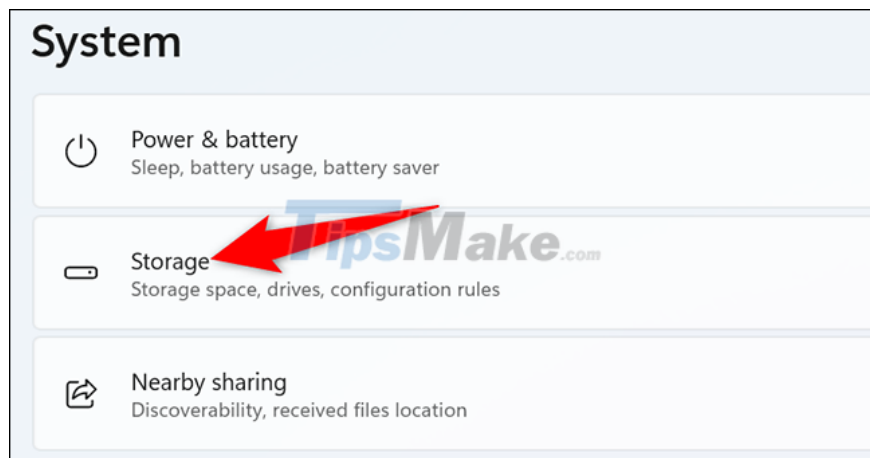 System
Power & battery
Sleep, battery usage, battery saver
TipsMake.com
Storage
Storage space, drives, configuration rules
Nearby sharing
Discoverability, received files location